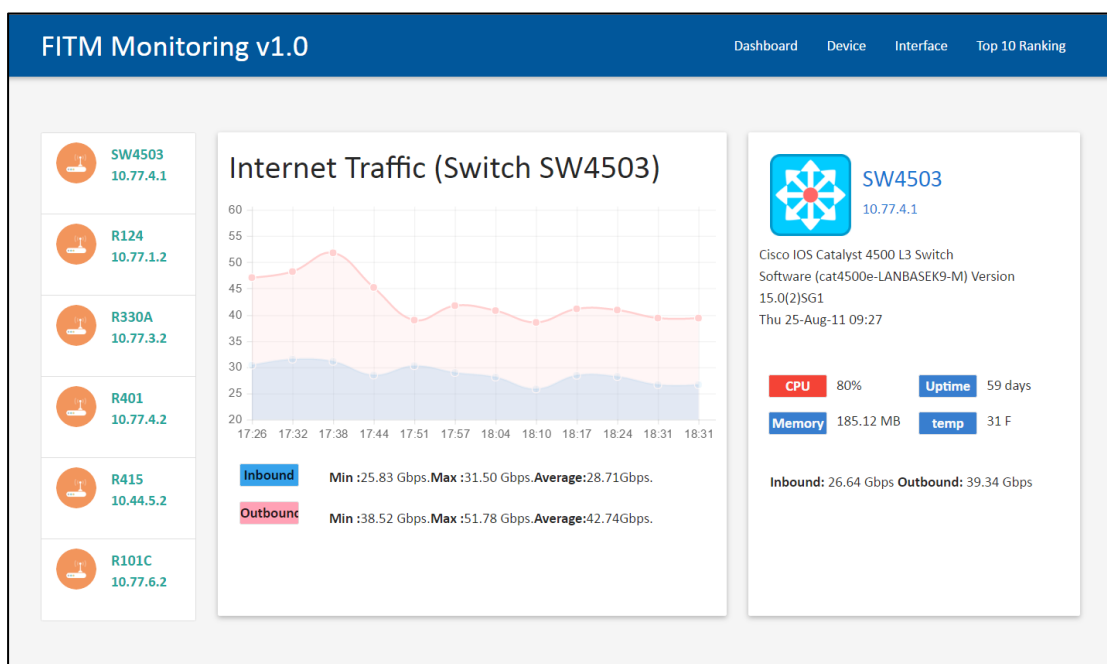 FITM Monitoring v1.0
Dashboard Device Interface Top 10 Ranking
SW4503
10.77.4.1
R124
10.77.1.2
R330A
10.77.3.2
R401
10.77.4.2
R415
10.44.5.2
R101C
10.77.6.2
Internet Traffic (Switch SW4503)
60
55
50
45
40
35
30
25
20
17:26 17:32 17:38 17:44 17:51 17:57 18:04 18:10 18:17 18:24 18:31 18:31
Inbound Min :25.83 Gbps.Max :31.50 Gbps.Average:28.71Gbps.
Outbound Min :38.52 Gbps.Max :51.78 Gbps.Average:42.74Gbps.
SW4503
10.77.4.1
Cisco IOS Catalyst 4500 L3 Switch
Software (cat4500e-LANBASEK9-M) Version
15.0(2)SG1
Thu 25-Aug-11 09:27
CPU 80% Uptime 59 days
Memory 185.12 MB temp 31 F
Inbound: 26.64 Gbps Outbound: 39.34 Gbps